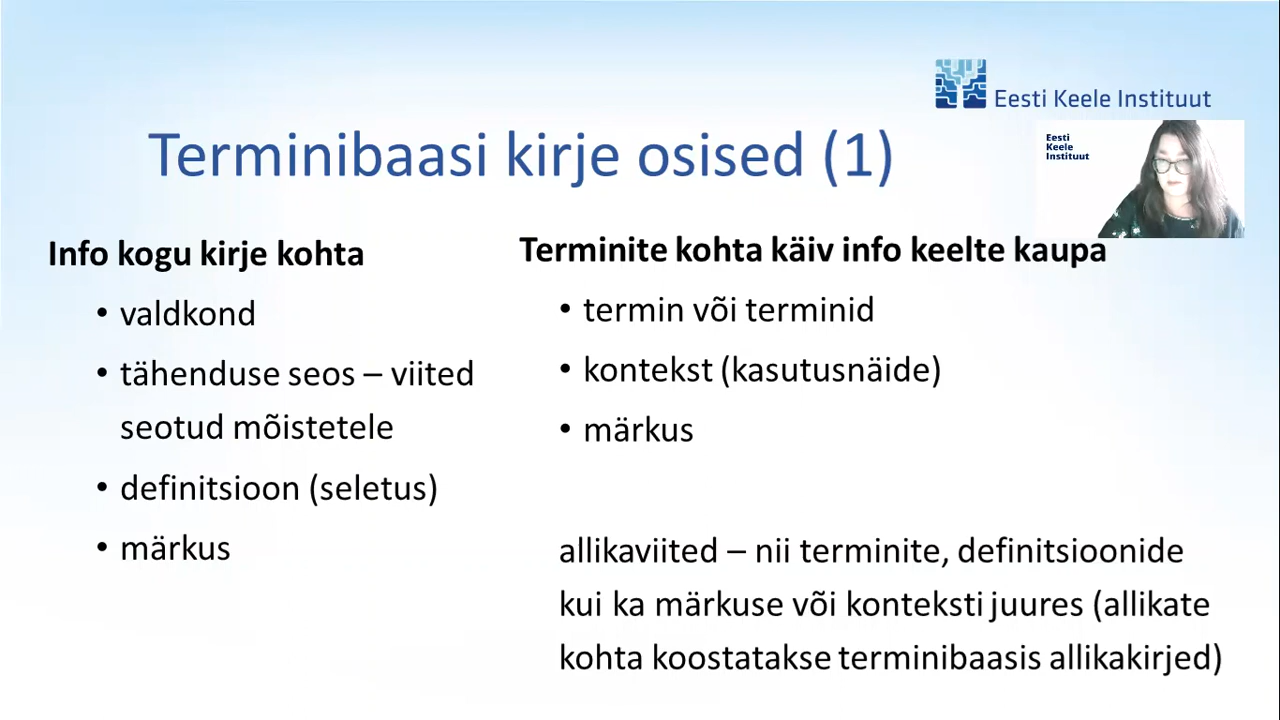 Eesti Keele Instituut
Terminibaasi kirje osised (1)
Eesti
Keele
Instituut
Info kogu kirje kohta
• valdkond
• tähenduse seos – viited
seotud mõistetele
• definitsioon (seletus)
• märkus
Terminite kohta käiv info keelte kaupa
• termin või terminid
• kontekst (kasutusnäide)
• märkus
allikaviited – nii terminite, definitsioonide
kui ka märkuse või konteksti juures (allikate
kohta koostatakse terminibaasis allikakirjed)